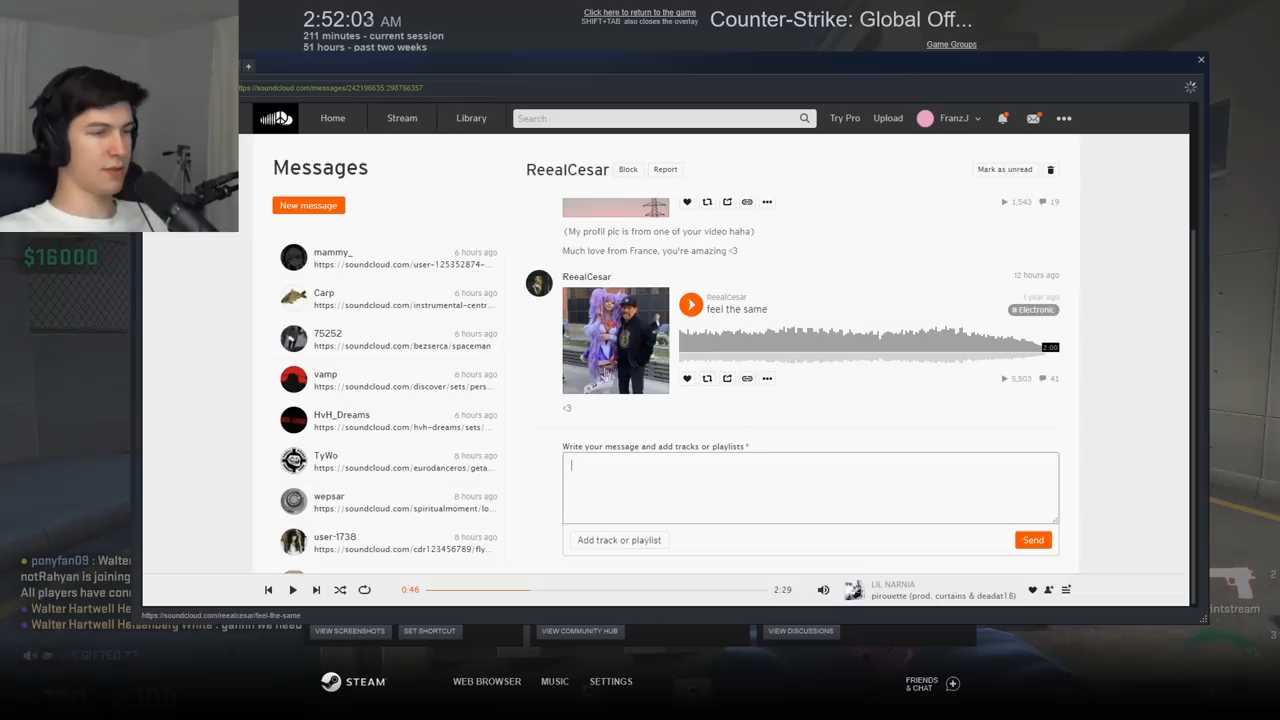 2:52:03 AM
211 minutes - current session
51 hours - past two weeks
Click here to return to the game
SHIFT+TAB also closes the overlay
Counter-Strike: Global Off...
Game Groups
ttps://soundcloud.com/messages/242196635:298766357
Home
Stream
Library
Search
Try Pro
Upload
FranzJ
$16000
Messages
New message
mammy_
6 hours ago
https://soundcloud.com/user-125352874-...
Carp
6 hours ago
https://soundcloud.com/instrumental-centr...
75252
6 hours ago
https://soundcloud.com/bezserca/spaceman
vamp
6 hours ago
https://soundcloud.com/discover/sets/pers...
HvH_Dreams
6 hours ago
https://soundcloud.com/hvh-dreams/sets/...
TyWo
8 hours ago
https://soundcloud.com/eurodanceros/geta...
wepsar
8 hours ago
https://soundcloud.com/spiritualmoment/lo...
user-1738
8 hours ago
https://soundcloud.com/cdr123456789/fly...
ReealCesar
Block
Report
Mark as unread
1,543
19
(My profil pic is from one of your video haha)
Much love from France, you're amazing <3
ReealCesar
12 hours ago
ReealCesar
1 year ago
feel the same
# Electronic
2:00
5,503
41
<3
Write your message and add tracks or playlists *
Add track or playlist
Send
0:46
2:29
LIL NARNIA
pirouette (prod. curtains & deadat18)
https://soundcloud.com/reealcesar/feel-the-same
ponyfan09 : Walter
notRahyan is joining
All players have conn
Walter Hartwell He
Walter Hartwell Heisenberg White : gannn we need
VIEW SCREENSHOTS
SET SHORTCUT
VIEW COMMUNITY HUB
VIEW DISCUSSIONS
STEAM
WEB BROWSER
MUSIC
SETTINGS
FRIENDS
& CHAT